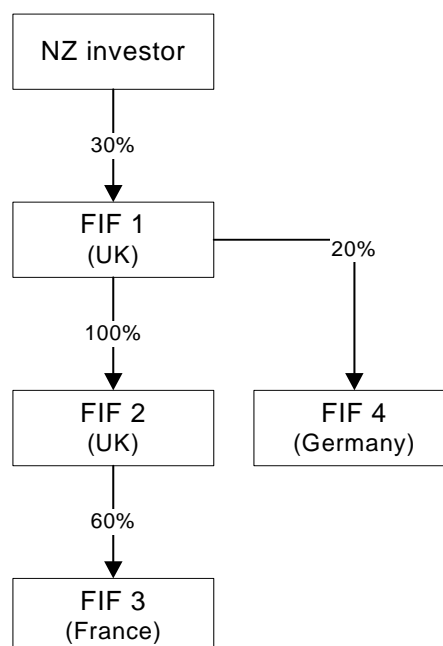 NZ investor
30%
FIF 1
(UK)
20%
100%
FIF 2
(UK)
FIF 4
(Germany)
60%
FIF 3
(France)